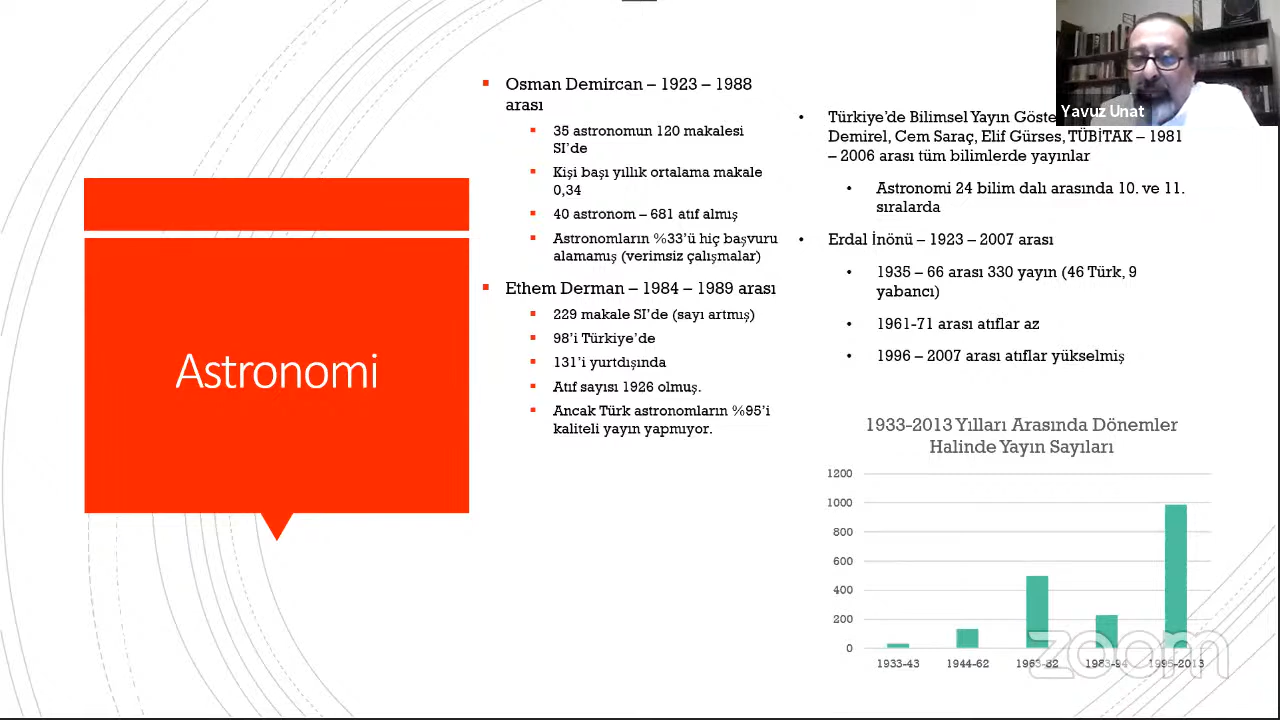 Astronomi
Osman Demircan – 1923 – 1988
arası
35 astronomun 120 makalesi
SI’de
Kişi başı yıllık ortalama makale
0,34
40 astronom – 681 atıf almış
Astronomların %33’ü hiç başvuru
alamamış (verimsiz çalışmalar)
Ethem Derman – 1984 – 1989 arası
229 makale SI’de (sayı artmış)
98’i Türkiye’de
131’i yurtdışında
Atıf sayısı 1926 olmuş.
Ancak Türk astronomların %95’i
kaliteli yayın yapmıyor.
Yavuz Unat
Türkiye’de Bilimsel Yayın
Demirel, Cem Saraç, Elif Gürses, TÜBİTAK – 1981
– 2006 arası tüm bilimlerde yayınlar
Astronomi 24 bilim dalı arasında 10. ve 11.
sıralarda
Erdal İnönü – 1923 – 2007 arası
1935 – 66 arası 330 yayın (46 Türk, 9
yabancı)
1961-71 arası atıflar az
1996 – 2007 arası atıflar yükselmiş
1933-2013 Yılları Arasında Dönemler
Halinde Yayın Sayıları
1200
1000
800
600
400
200
0
1933-43 1944-62 1963-82 1983-94 1995-2013
zoom